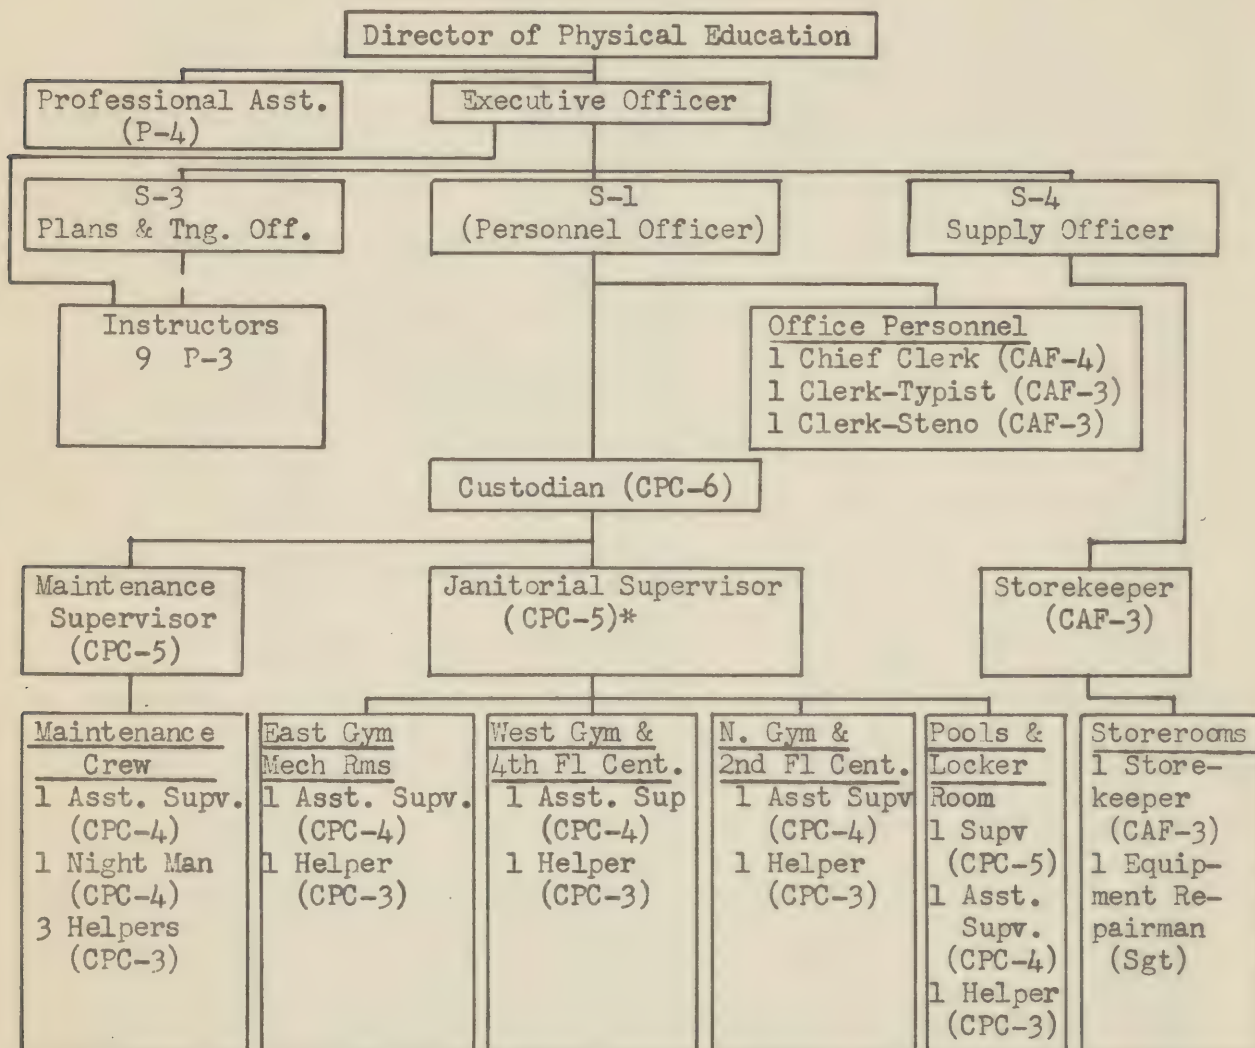 Director of Physical Education
Professional Asst.
(P-4)
Executive Officer
S-3
Plans & Tng. Off.
S-1
(Personnel Officer)
S-4
Supply Officer
Instructors
9 P-3
Office Personnel
1 Chief Clerk (CAF-4)
1 Clerk-Typist (CAF-3)
1 Clerk-Steno (CAF-3)
Custodian (CPC-6)
Maintenance
Supervisor
(CPC-5)
Janitorial Supervisor
(CPC-5)*
Storekeeper
(CAF-3)
Maintenance
Crew
1 Asst. Supv.
(CPC-4)
1 Night Man
(CPC-4)
3 Helpers
(CPC-3)
East Gym
Mech Rms
1 Asst. Supv.
(CPC-4)
1 Helper
(CPC-3)
West Gym &
4th Fl Cent.
1 Asst. Sup
(CPC-4)
1 Helper
(CPC-3)
N. Gym &
2nd Fl Cent.
1 Asst Supv
(CPC-4)
1 Helper
(CPC-3)
Pools &
Locker
Room
1 Supv
(CPC-5)
1 Asst.
Supv.
(CPC-4)
1 Helper
(CPC-3)
Storerooms
1 Store-
keeper
(CAF-3)
1 Equip-
ment Re-
pairman
(Sgt)